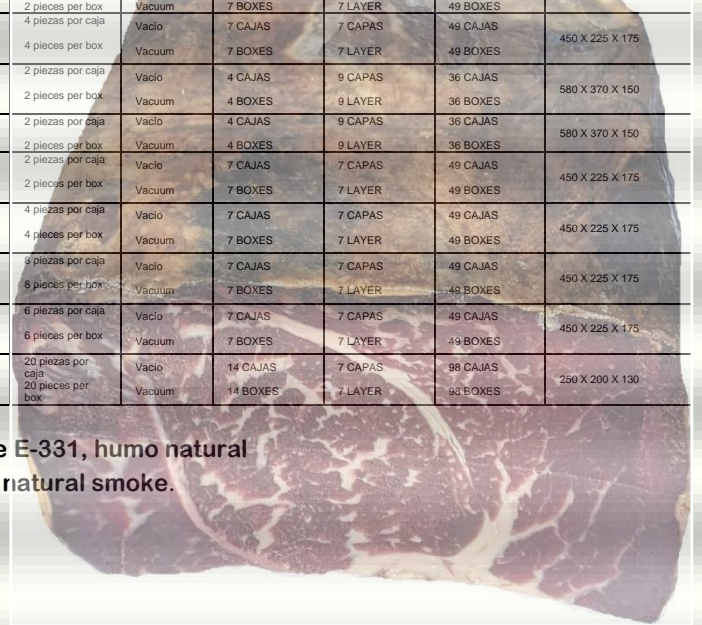 2 pieces per box Vacuum 7 BOXES 7 LAYER 49 BOXES
4 piezas por caja Vacío 7 CAJAS 7 CAPAS 49 CAJAS
450 X 225 X 175
4 pieces per box Vacuum 7 BOXES 7 LAYER 49 BOXES
2 piezas por caja Vacío 4 CAJAS 9 CAPAS 36 CAJAS
580 X 370 X 150
2 pieces per box Vacuum 4 BOXES 9 LAYER 36 BOXES
2 piezas por caja Vacío 4 CAJAS 9 CAPAS 36 CAJAS
580 X 370 X 150
2 pieces per box Vacuum 4 BOXES 9 LAYER 36 BOXES
2 piezas por caja Vacío 7 CAJAS 7 CAPAS 49 CAJAS
450 X 225 X 175
2 pieces per box Vacuum 7 BOXES 7 LAYER 49 BOXES
4 piezas por caja Vacío 7 CAJAS 7 CAPAS 49 CAJAS
450 X 225 X 175
4 pieces per box Vacuum 7 BOXES 7 LAYER 49 BOXES
8 piezas por caja Vacío 7 CAJAS 7 CAPAS 49 CAJAS
450 X 225 X 175
8 pieces per box Vacuum 7 BOXES 7 LAYER 49 BOXES
6 piezas por caja Vacío 7 CAJAS 7 CAPAS 49 CAJAS
450 X 225 X 175
6 pieces per box Vacuum 7 BOXES 7 LAYER 49 BOXES
20 piezas por
caja Vacío 14 CAJAS 7 CAPAS 98 CAJAS
250 X 200 X 130
20 pieces per
box Vacuum 14 BOXES 7 LAYER 98 BOXES
e E-331, humo natural
natural smoke.